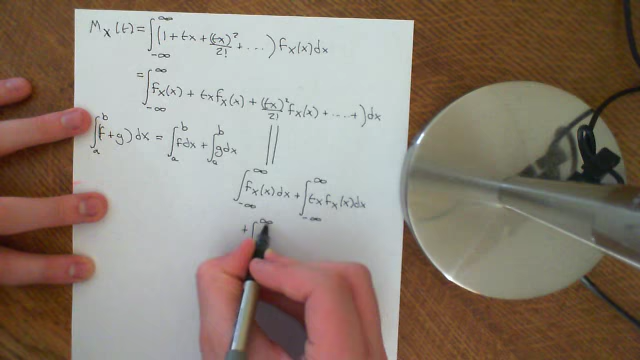 M_X(t) = ∫_{-∞}^{∞} (1 + tx + (tx)²/2! + ....) f_X(x)dx
= ∫_{-∞}^{∞} f_X(x) + tx f_X(x) + (tx)²/2! f_X(x) + .... + ) dx
∫_a^b (f+g) dx = ∫_a^b f dx + ∫_a^b g dx ||
∫_{-∞}^{∞} f_X(x) dx + ∫_{-∞}^{-∞} tx f_X(x) dx
+ ∫^{∞}